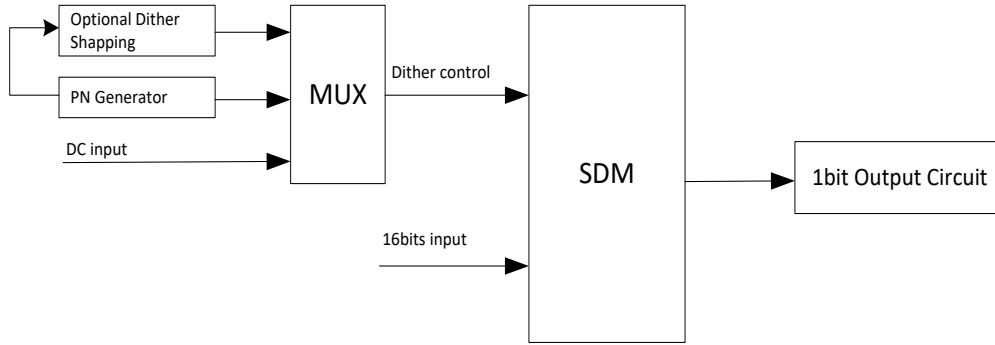 Optional Dither
Shapping
PN Generator
DC input
MUX
Dither control
16bits input
SDM
1bit Output Circuit